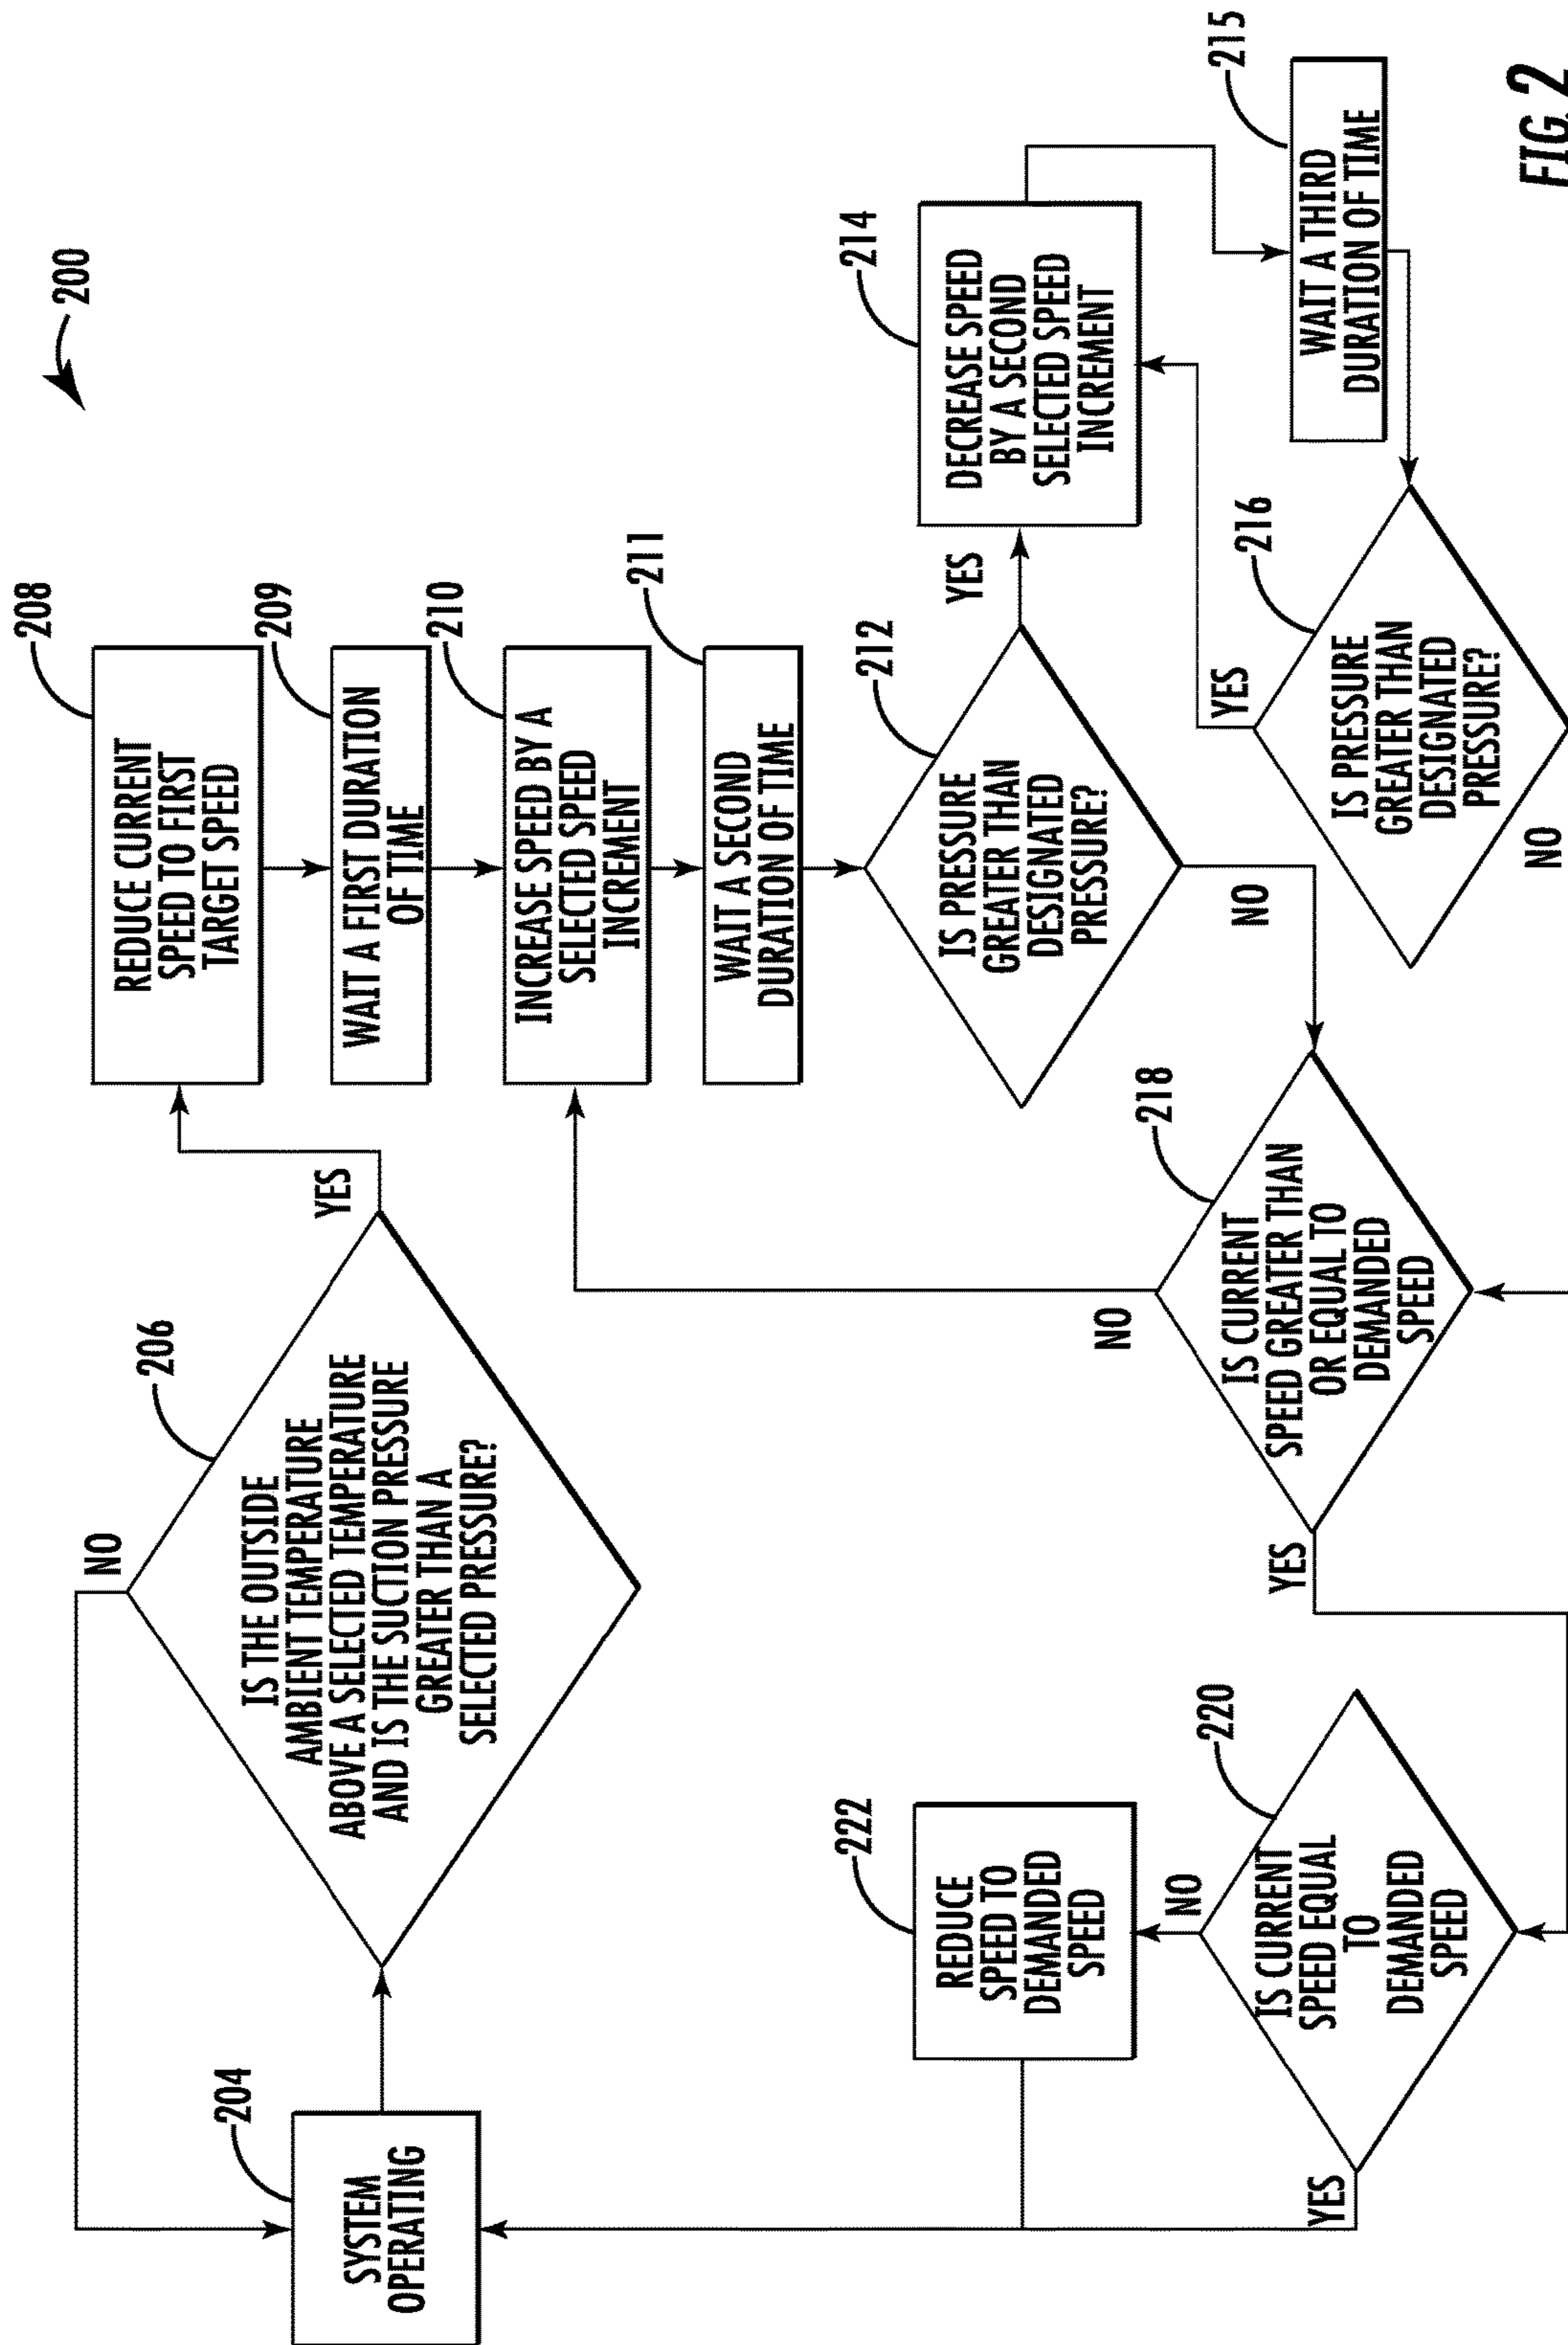 200
204
SYSTEM
OPERATING
NO
206
IS THE OUTSIDE
AMBIENT TEMPERATURE
ABOVE A SELECTED TEMPERATURE
AND IS THE SUCTION PRESSURE
GREATER THAN A
SELECTED PRESSURE?
YES
208
REDUCE CURRENT
SPEED TO FIRST
TARGET SPEED
209
WAIT A FIRST DURATION
OF TIME
210
INCREASE SPEED BY A
SELECTED SPEED
INCREMENT
211
WAIT A SECOND
DURATION OF TIME
212
IS PRESSURE
GREATER THAN
DESIGNATED
PRESSURE?
YES
NO
214
DECREASE SPEED
BY A SECOND
SELECTED SPEED
INCREMENT
215
WAIT A THIRD
DURATION OF TIME
216
IS PRESSURE
GREATER THAN
DESIGNATED
PRESSURE?
YES
NO
218
IS CURRENT
SPEED GREATER THAN
OR EQUAL TO
DEMANDED
SPEED
NO
YES
220
IS CURRENT
SPEED EQUAL
TO
DEMANDED
SPEED
NO
YES
222
REDUCE
SPEED TO
DEMANDED
SPEED
FIG. 2